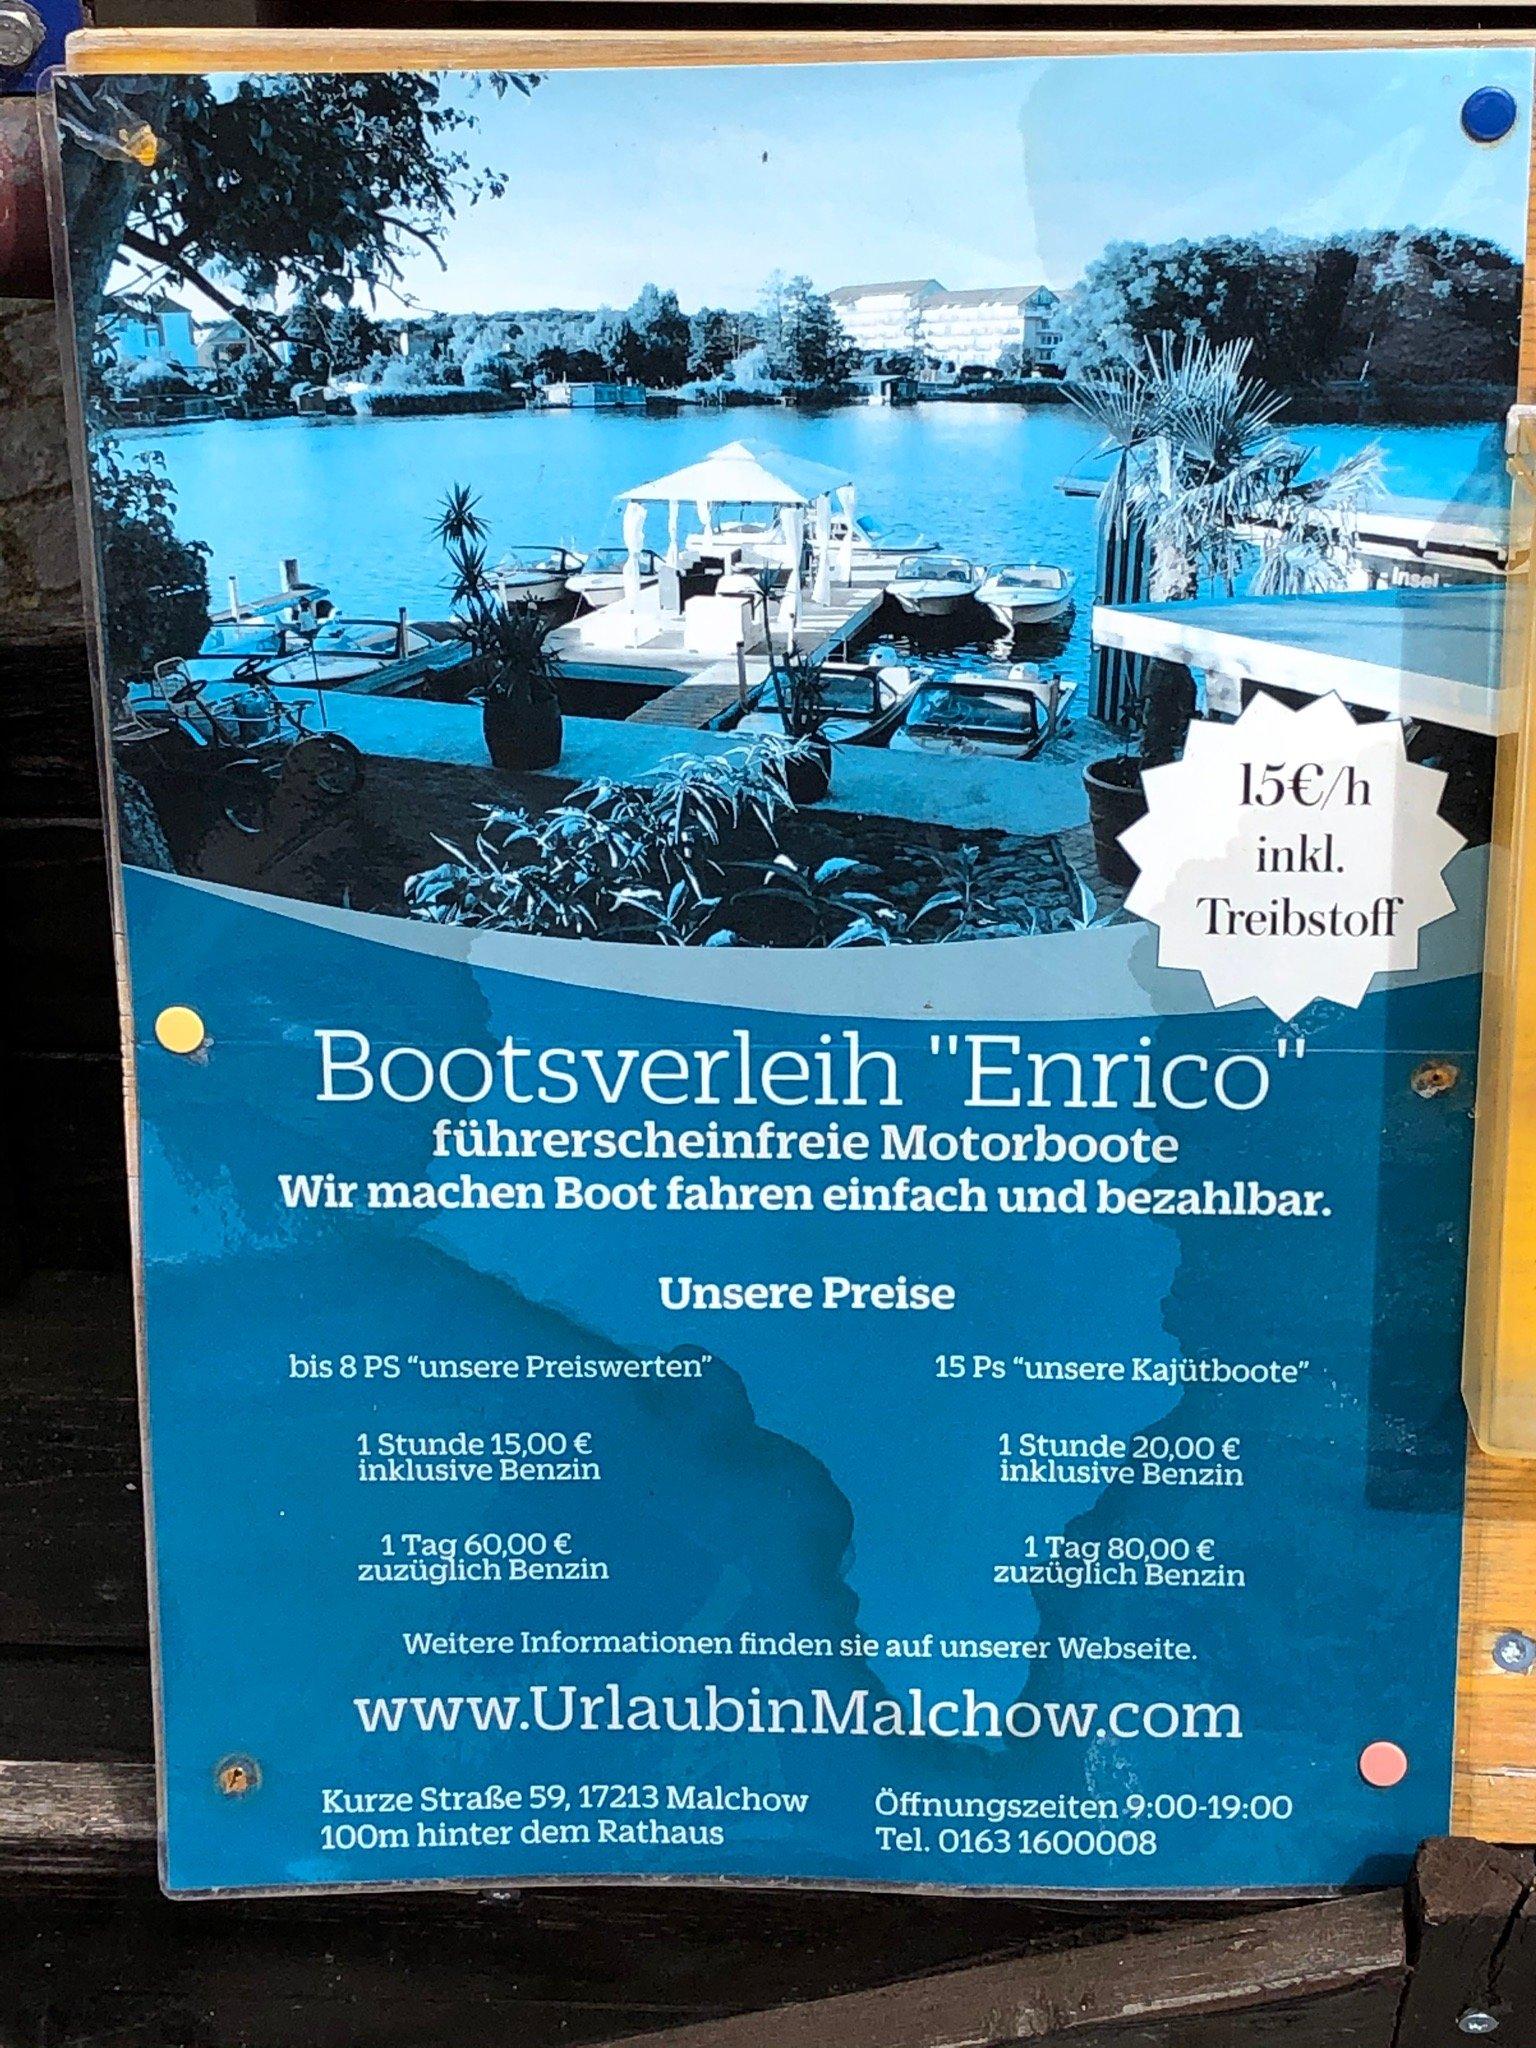 - Insel -
15€/h
inkl.
Treibstoff
Bootsverleih "Enrico"
führerscheinfreie Motorboote
Wir machen Boot fahren einfach und bezahlbar.
Unsere Preise
bis 8 PS “unsere Preiswerten”
1 Stunde 15,00 €
inklusive Benzin
1 Tag 60,00 €
zuzüglich Benzin
15 Ps “unsere Kajütboote”
1 Stunde 20,00 €
inklusive Benzin
1 Tag 80,00 €
zuzüglich Benzin
Weitere Informationen finden sie auf unserer Webseite.
www.UrlaubinMalchow.com
Kurze Straße 59, 17213 Malchow
100m hinter dem Rathaus
Öffnungszeiten 9:00-19:00
Tel. 0163 1600008